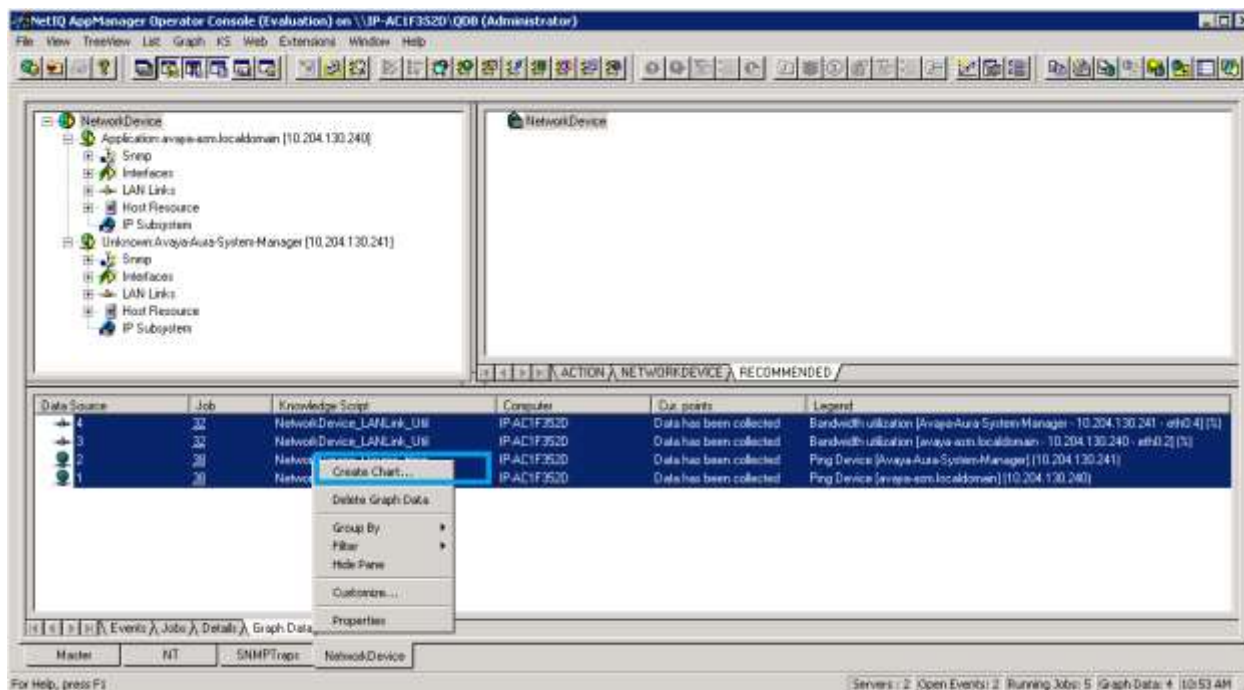 NetIQ AppManager Operator Console (Evaluation) on \\IP-AC1F352D\QDB (Administrator)
File View TreeView List Graph KS Web Extensions Window Help
NetworkDevice
Application:avaya-asm.localdomain [10.204.130.240]
Snmp
Interfaces
LAN Links
Host Resource
IP Subsystem
Unknown:Avaya-Aura-System-Manager [10.204.130.241]
Snmp
Interfaces
LAN Links
Host Resource
IP Subsystem
NetworkDevice
ACTION NETWORKDEVICE RECOMMENDED
Data Source Job Knowledge Script Computer Cur. points Legend
4 32 NetworkDevice_LANLink_Util IP-AC1F352D Data has been collected Bandwidth utilization [Avaya-Aura-System-Manager - 10.204.130.241 - eth0.4] (%)
3 32 NetworkDevice_LANLink_Util IP-AC1F352D Data has been collected Bandwidth utilization [avaya-asm.localdomain - 10.204.130.240 - eth0.2] (%)
2 IP-AC1F352D Data has been collected Ping Device [Avaya-Aura-System-Manager] (10.204.130.241)
1 IP-AC1F352D Data has been collected Ping Device [avaya-asm.localdomain] (10.204.130.240)
Create Chart...
Delete Graph Data
Group By
Filter
Hide Pane
Customize...
Properties
Events Jobs Details Graph Data
Master NT SNMPTraps NetworkDevice
For Help, press F1
Servers : 2 Open Events: 2 Running Jobs: 5 Graph Data: 4 10:53 AM